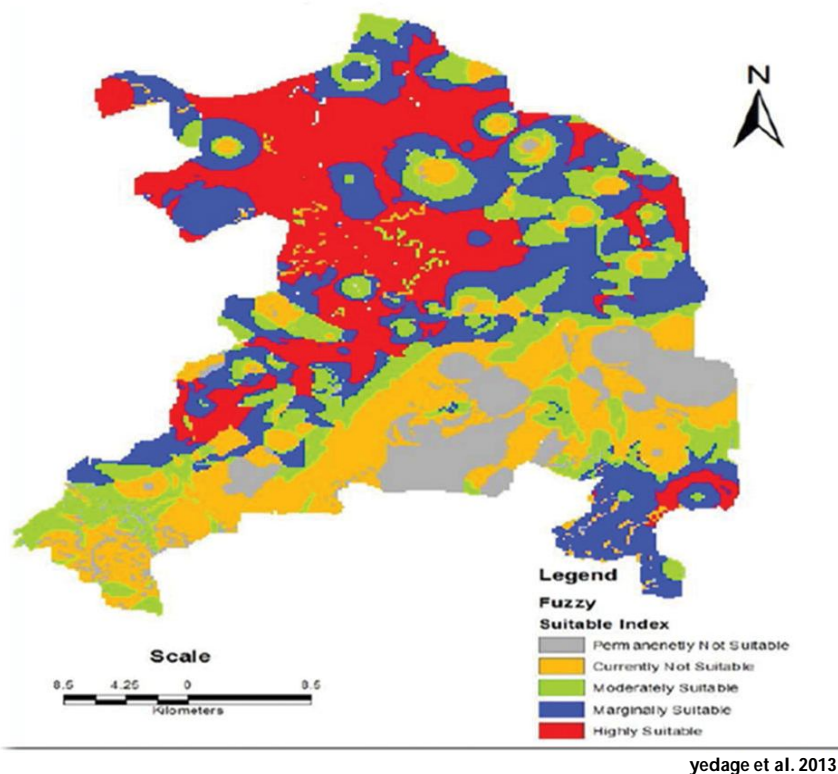 N
Legend
Fuzzy
Suitable Index
Permanenetly Not Suitable
Currently Not Suitable
Moderately Suitable
Marginally Suitable
Highly Suitable
Scale
8.5 4.25 0 8.5
Kilometers
yedage et al. 2013